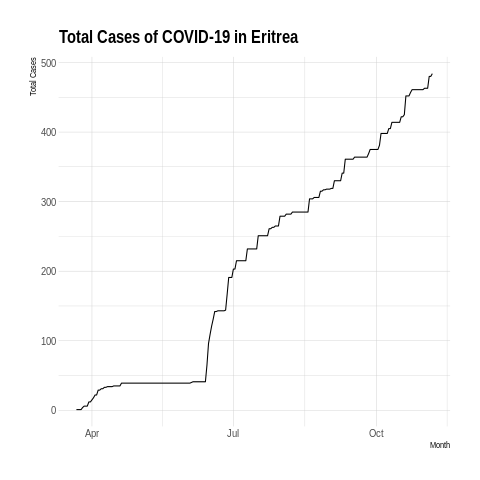 Total Cases of COVID-19 in Eritrea
Total Cases
500
400
300
200
100
0
Apr
Jul
Oct
Month